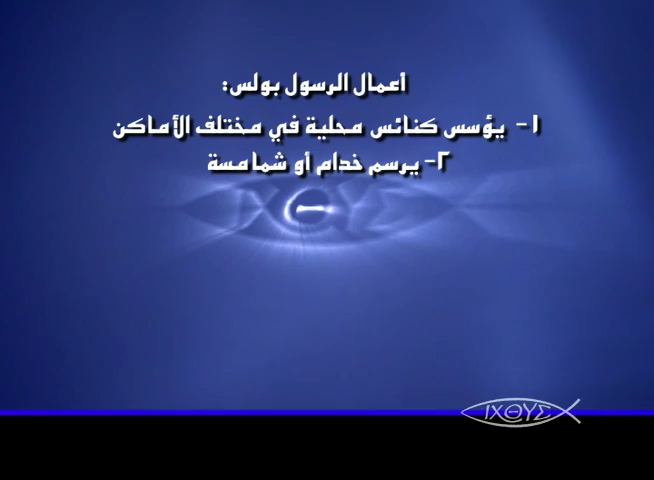 أعمال الرسول بولس:
١- يؤسس كنائس محلية في مختلف الأماكن
٢- يرسم خدام أو شمامسة
ΙΧΘΥΣ